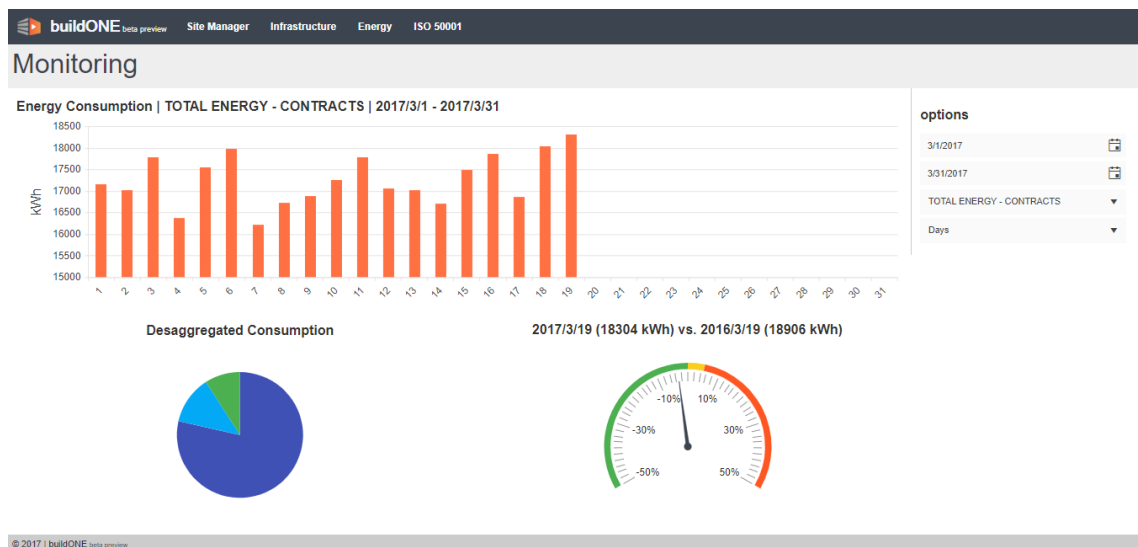 buildONE beta preview Site Manager Infrastructure Energy ISO 50001
Monitoring
Energy Consumption | TOTAL ENERGY - CONTRACTS | 2017/3/1 - 2017/3/31
18500
18000
17500
17000
16500
16000
15500
15000
kWh
1 2 3 4 5 6 7 8 9 10 11 12 13 14 15 16 17 18 19 20 21 22 23 24 25 26 27 28 29 30 31
options
3/1/2017
3/31/2017
TOTAL ENERGY - CONTRACTS
Days
Desaggregated Consumption
2017/3/19 (18304 kWh) vs. 2016/3/19 (18906 kWh)
-10% 10%
-30% 30%
-50% 50%
© 2017 | buildONE beta preview